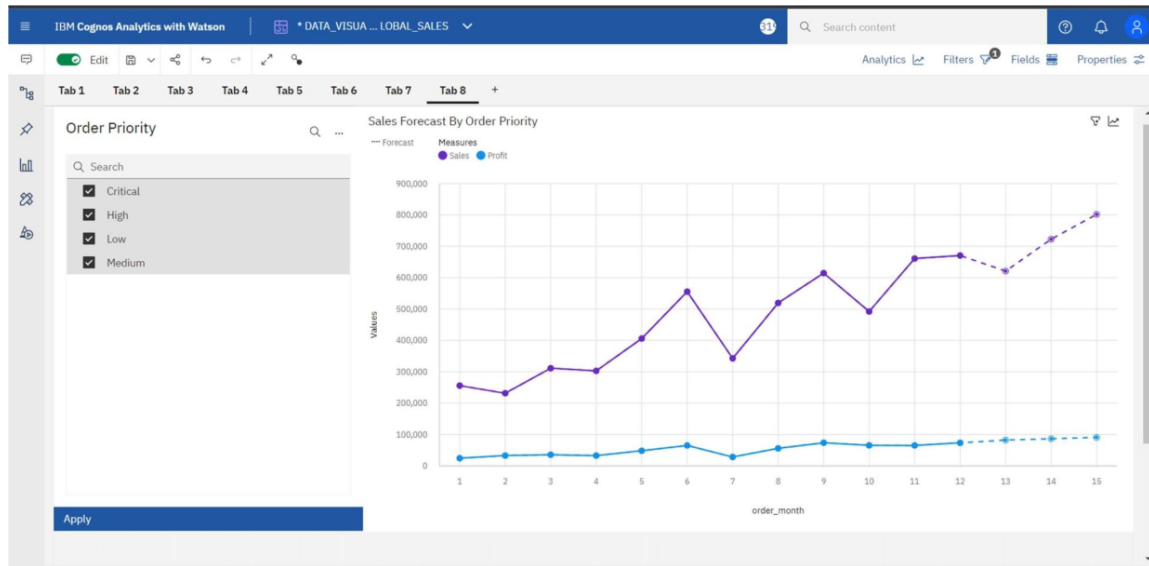 IBM Cognos Analytics with Watson
* DATA_VISUA ... LOBAL_SALES
Search content
Edit
Analytics
Filters
1
Fields
Properties
Tab 1
Tab 2
Tab 3
Tab 4
Tab 5
Tab 6
Tab 7
Tab 8
+
Order Priority
...
Search
Critical
High
Low
Medium
Apply
Sales Forecast By Order Priority
Forecast
Measures
Sales
Profit
Values
900,000
800,000
700,000
600,000
500,000
400,000
300,000
200,000
100,000
0
1 2 3 4 5 6 7 8 9 10 11 12 13 14 15
order_month